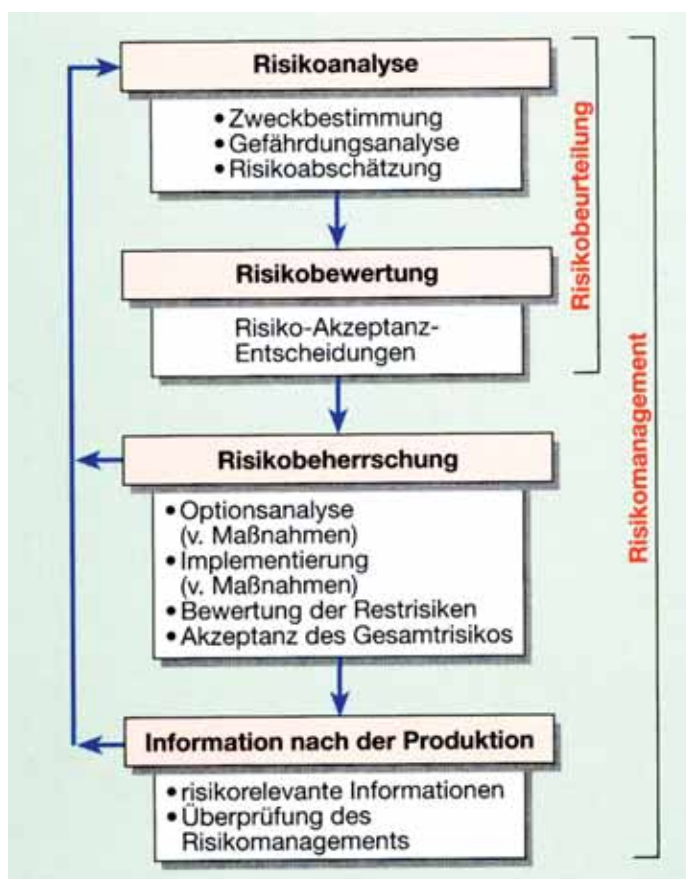 Risikoanalyse
• Zweckbestimmung
• Gefährdungsanalyse
• Risikoabschätzung
Risikobewertung
Risiko-Akzeptanz-
Entscheidungen
Risikobeherrschung
• Optionsanalyse
(v. Maßnahmen)
• Implementierung
(v. Maßnahmen)
• Bewertung der Restrisiken
• Akzeptanz des Gesamtrisikos
Information nach der Produktion
• risikorelevante Informationen
• Überprüfung des
Risikomanagements
Risikobeurteilung
Risikomanagement